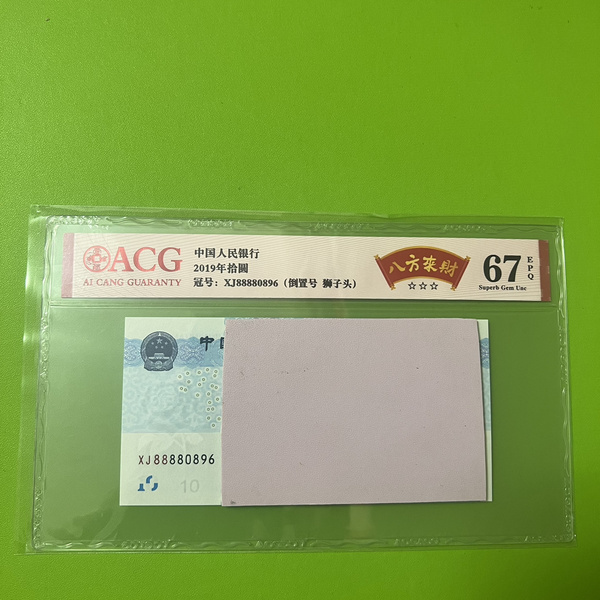 ACG
AI CANG GUARANTY
中国人民银行
2019年拾圆
冠号：XJ88880896（倒置号 狮子头）
八方來財
☆☆☆
67
EPQ
Superb Gem Unc
中
XJ88880896
10